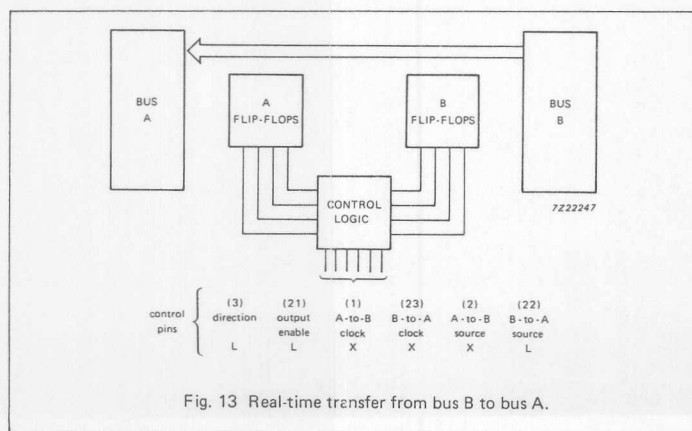 BUS
A
A
FLIP-FLOPS
B
FLIP-FLOPS
BUS
B
CONTROL
LOGIC
7Z22247
control
pins
(3) (21) (1) (23) (2) (22)
direction output A-to-B B-to-A A-to-B B-to-A
enable clock clock source source
L L X X X L
Fig. 13 Real-time transfer from bus B to bus A.